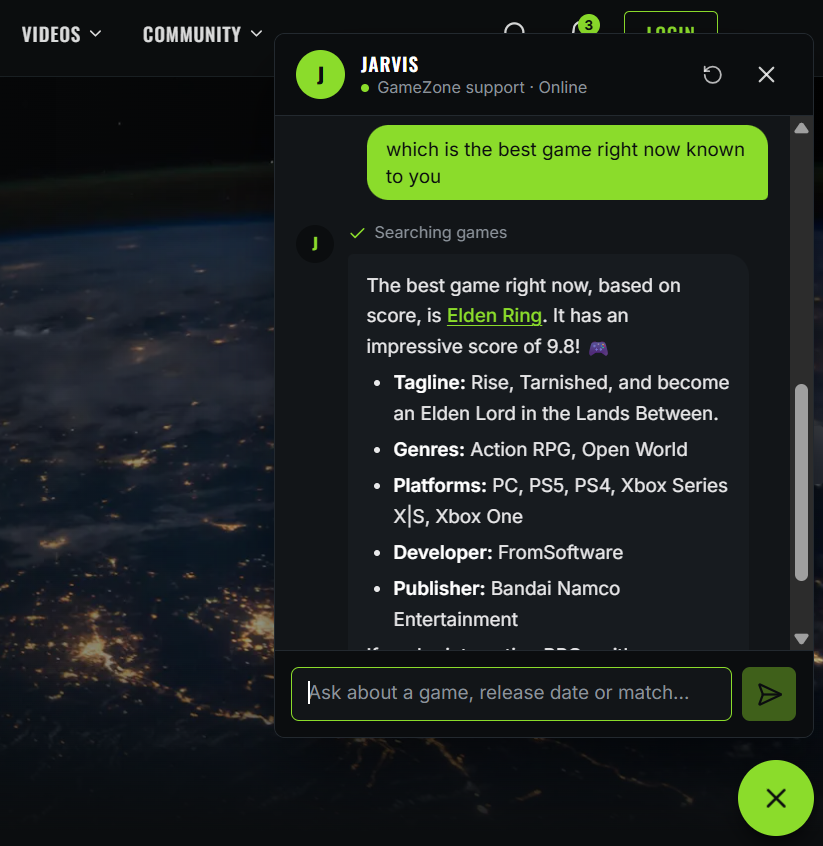 VIDEOS
COMMUNITY
3
LOGIN
J
JARVIS
GameZone support · Online
which is the best game right now known
to you
J
Searching games
The best game right now, based on
score, is Elden Ring. It has an
impressive score of 9.8! 🎮
• Tagline: Rise, Tarnished, and become
an Elden Lord in the Lands Between.
• Genres: Action RPG, Open World
• Platforms: PC, PS5, PS4, Xbox Series
X|S, Xbox One
• Developer: FromSoftware
• Publisher: Bandai Namco
Entertainment
Ask about a game, release date or match...